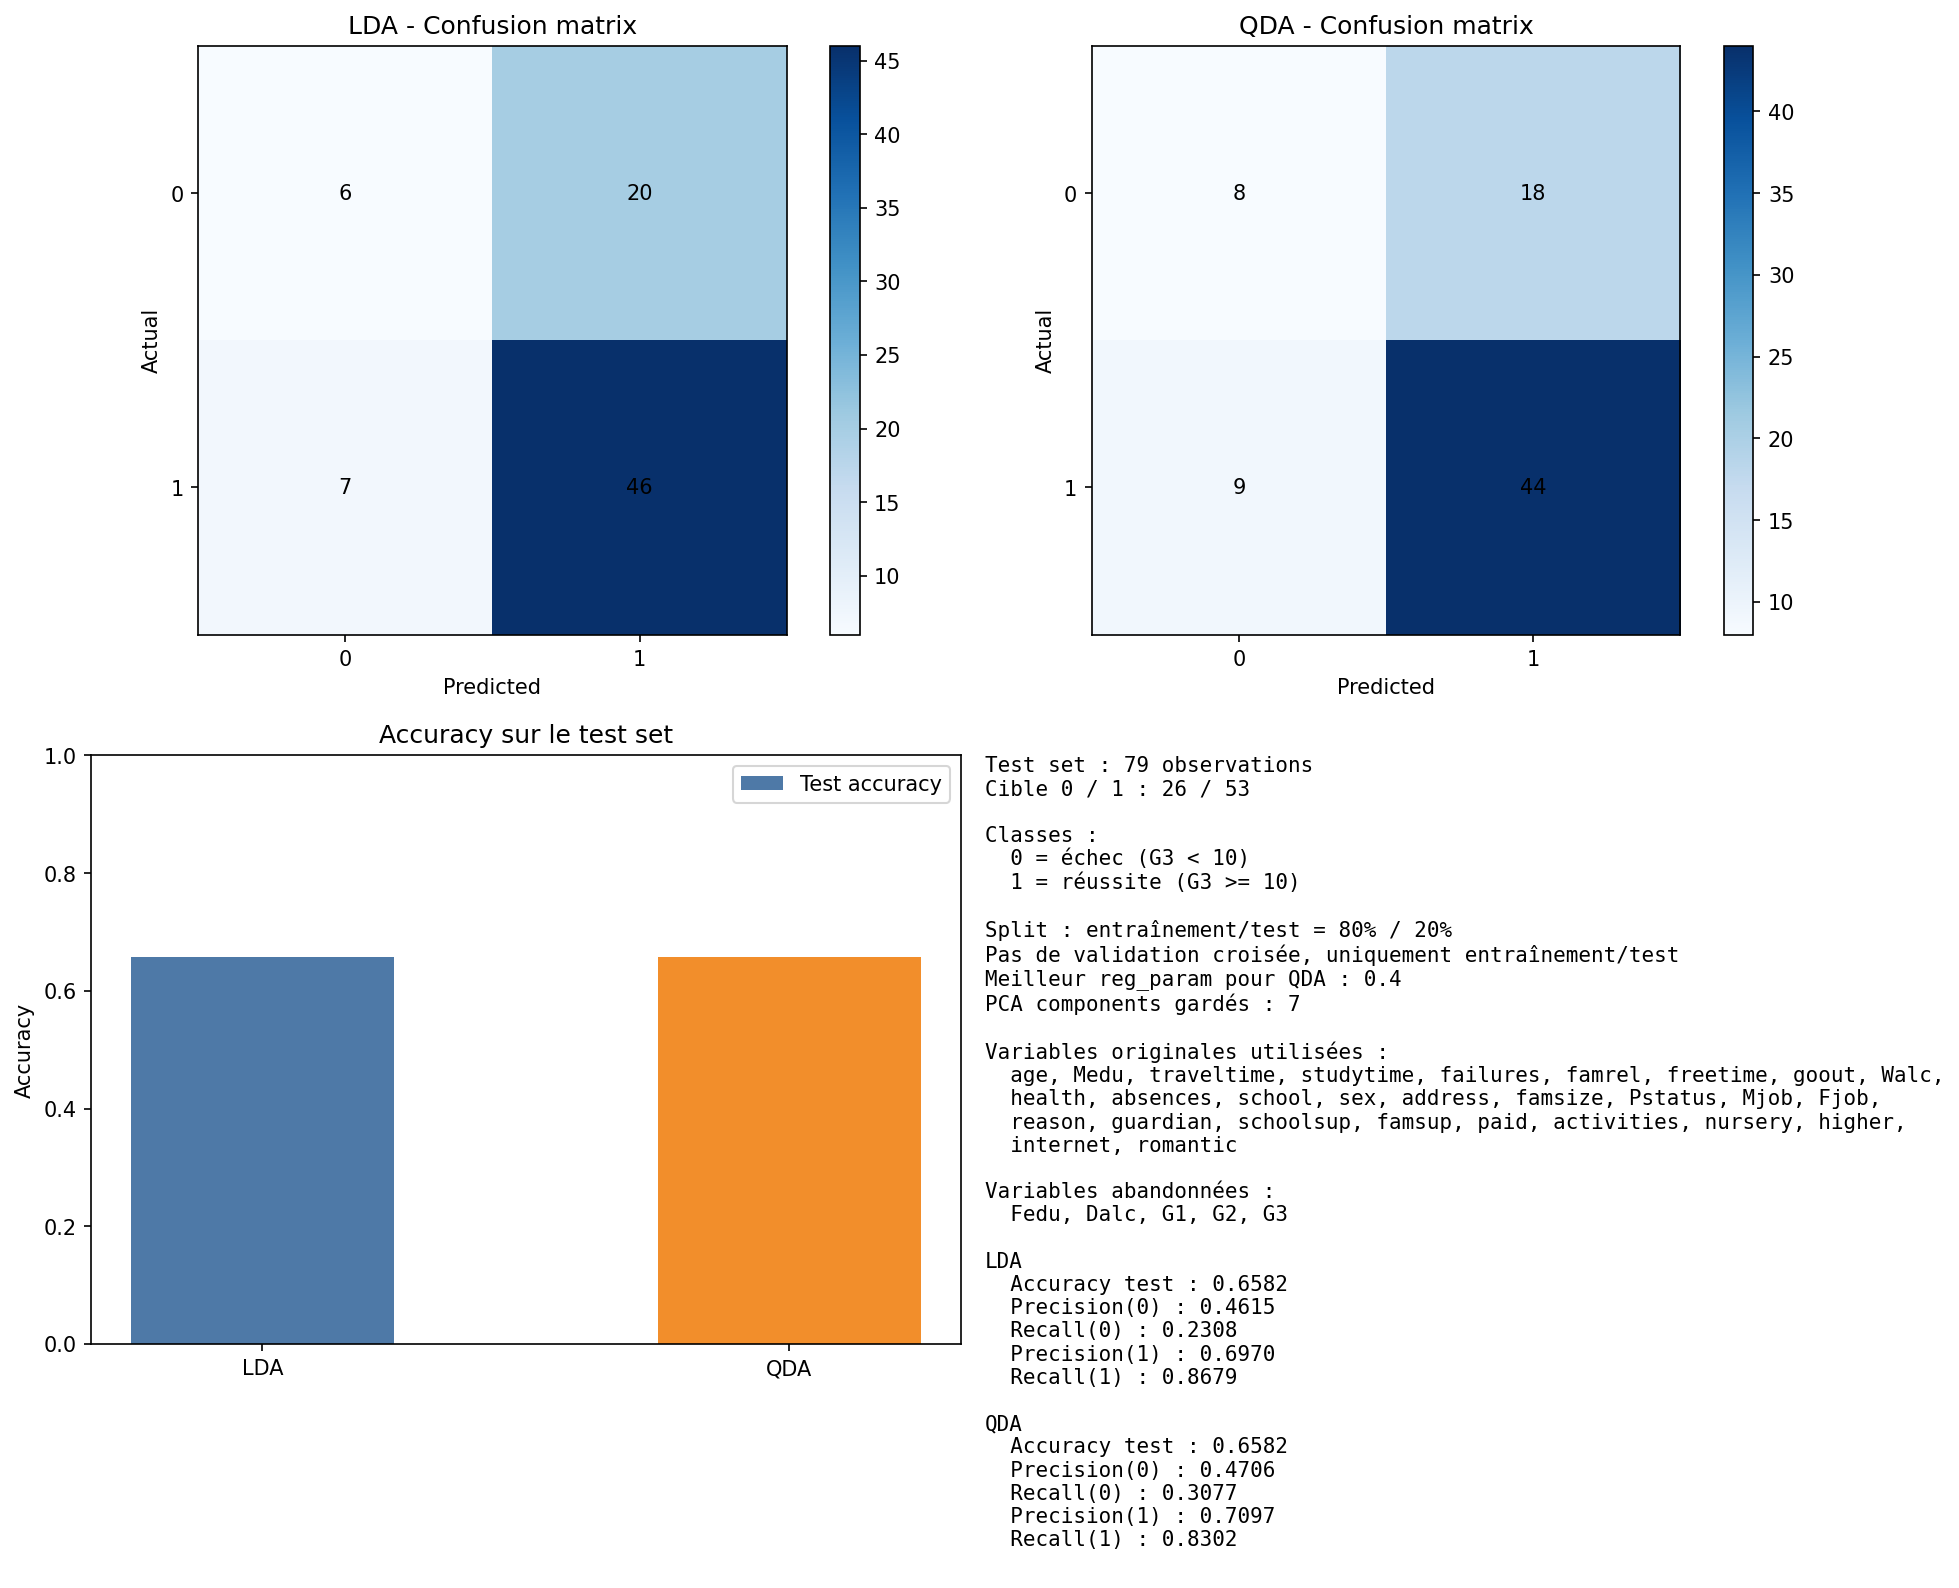 LDA - Confusion matrix
45
40
35
30
25
20
15
10
0
1
6
20
7
46
Actual
0
1
Predicted
QDA - Confusion matrix
40
35
30
25
20
15
10
0
1
8
18
9
44
Actual
0
1
Predicted
Accuracy sur le test set
Test accuracy
1.0
0.8
0.6
0.4
0.2
0.0
Accuracy
LDA
QDA
Test set : 79 observations
Cible 0 / 1 : 26 / 53
Classes :
0 = échec (G3 < 10)
1 = réussite (G3 >= 10)
Split : entraînement/test = 80% / 20%
Pas de validation croisée, uniquement entraînement/test
Meilleur reg_param pour QDA : 0.4
PCA components gardés : 7
Variables originales utilisées :
age, Medu, traveltime, studytime, failures, famrel, freetime, goout, Walc,
health, absences, school, sex, address, famsize, Pstatus, Mjob, Fjob,
reason, guardian, schoolsup, famsup, paid, activities, nursery, higher,
internet, romantic
Variables abandonnées :
Fedu, Dalc, G1, G2, G3
LDA
Accuracy test : 0.6582
Precision(0) : 0.4615
Recall(0) : 0.2308
Precision(1) : 0.6970
Recall(1) : 0.8679
QDA
Accuracy test : 0.6582
Precision(0) : 0.4706
Recall(0) : 0.3077
Precision(1) : 0.7097
Recall(1) : 0.8302